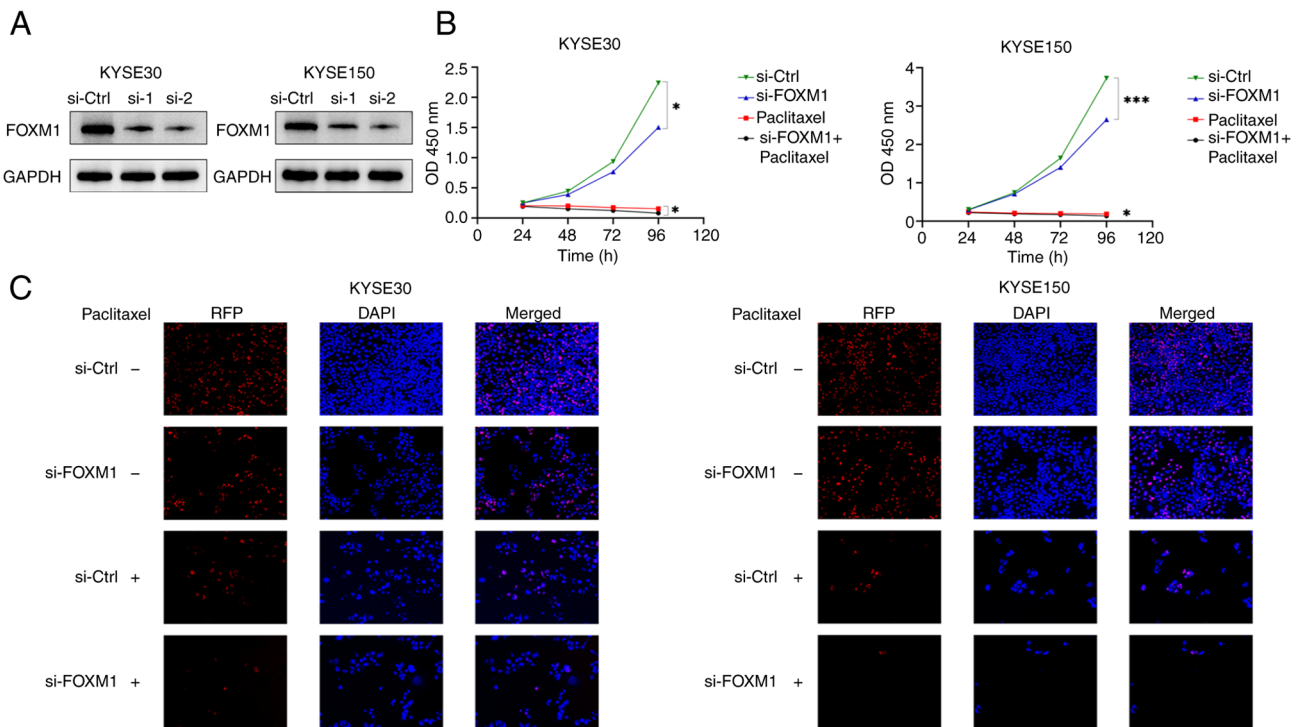 A
KYSE30
si-Ctrl si-1 si-2
FOXM1
GAPDH
KYSE150
si-Ctrl si-1 si-2
FOXM1
GAPDH
B
KYSE30
OD 450 nm
2.5
2.0
1.5
1.0
0.5
0.0
0 24 48 72 96 120
Time (h)
*
*
si-Ctrl
si-FOXM1
Paclitaxel
si-FOXM1+
Paclitaxel
KYSE150
OD 450 nm
4
3
2
1
0
0 24 48 72 96 120
Time (h)
***
*
si-Ctrl
si-FOXM1
Paclitaxel
si-FOXM1+
Paclitaxel
C
KYSE30
Paclitaxel RFP DAPI Merged
si-Ctrl −
si-FOXM1 −
si-Ctrl +
si-FOXM1 +
KYSE150
Paclitaxel RFP DAPI Merged
si-Ctrl −
si-FOXM1 −
si-Ctrl +
si-FOXM1 +